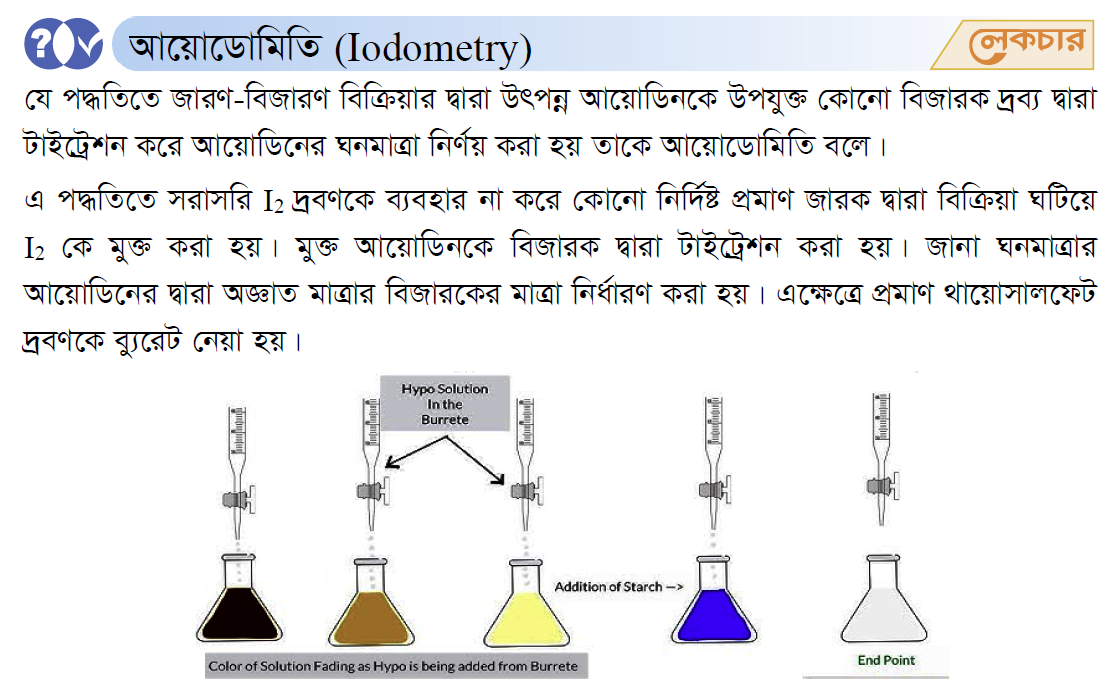 আয়োডোমিতি (Iodometry)
লেকচার
যে পদ্ধতিতে জারণ-বিজারণ বিক্রিয়ার দ্বারা উৎপন্ন আয়োডিনকে উপযুক্ত কোনো বিজারক দ্রব্য দ্বারা
টাইট্রেশন করে আয়োডিনের ঘনমাত্রা নির্ণয় করা হয় তাকে আয়োডোমিতি বলে।
এ পদ্ধতিতে সরাসরি I₂ দ্রবণকে ব্যবহার না করে কোনো নির্দিষ্ট প্রমাণ জারক দ্বারা বিক্রিয়া ঘটিয়ে
I₂ কে মুক্ত করা হয়। মুক্ত আয়োডিনকে বিজারক দ্বারা টাইট্রেশন করা হয়। জানা ঘনমাত্রার
আয়োডিনের দ্বারা অজ্ঞাত মাত্রার বিজারকের মাত্রা নির্ধারণ করা হয়। এক্ষেত্রে প্রমাণ থায়োসালফেট
দ্রবণকে ব্যুরেট নেয়া হয়।
Hypo Solution
In the
Burrete
Addition of Starch -->
Color of Solution Fading as Hypo is being added from Burrete
End Point